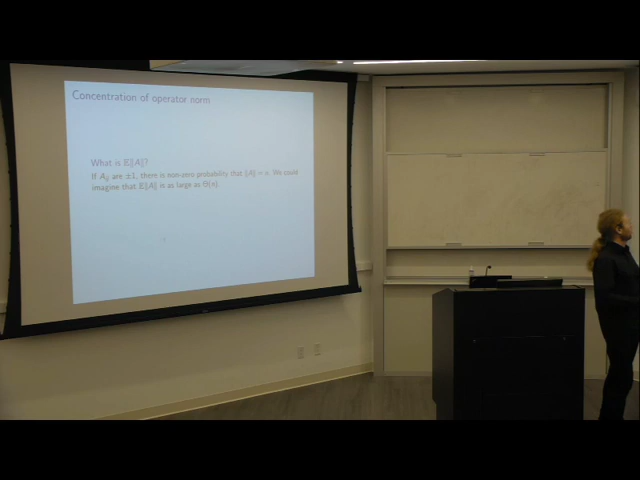 Concentration of operator norm
What is 𝔼‖A‖?
If Aᵢⱼ are ±1, there is non-zero probability that ‖A‖ = n. We could
imagine that 𝔼‖A‖ is as large as Θ(n).